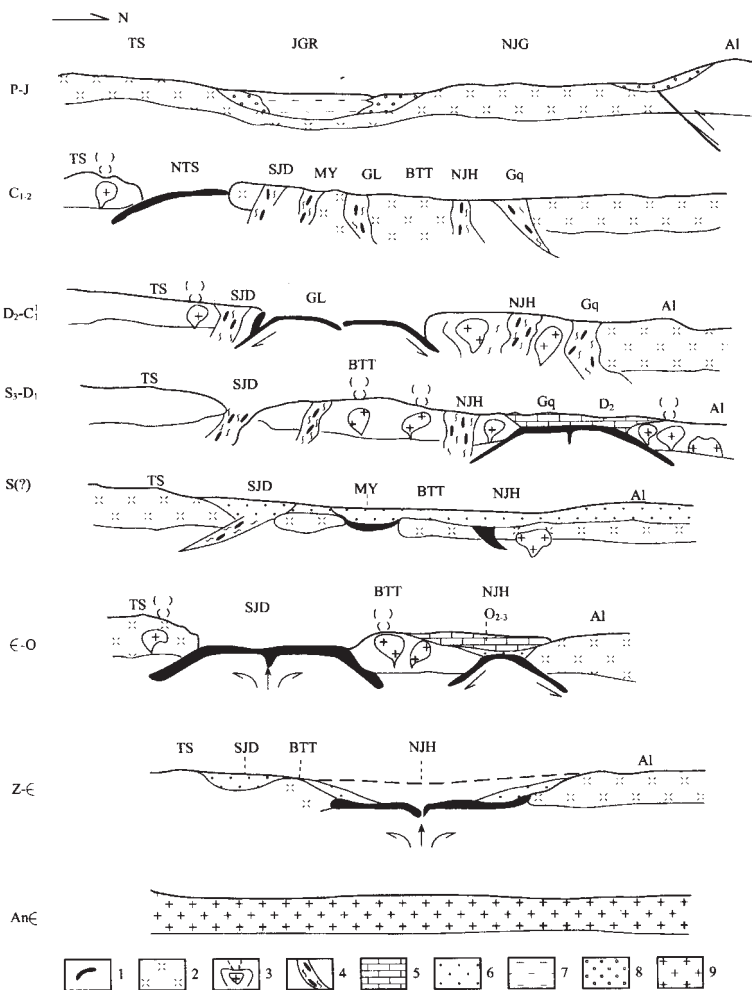 N
TS JGR NJG Al
P-J
TS NTS SJD MY GL BTT NJH Gq
C₁₋₂
TS SJD GL NJH Gq Al
D₂-C₁¹
S₃-D₁
TS SJD BTT NJH Gq D₂ Al
S(?)
TS SJD MY BTT NJH Al
TS SJD BTT NJH Al
O₂₋₃
∈-O
TS SJD BTT NJH Al
Z-∈
An∈
1 2 3 4 5 6 7 8 9